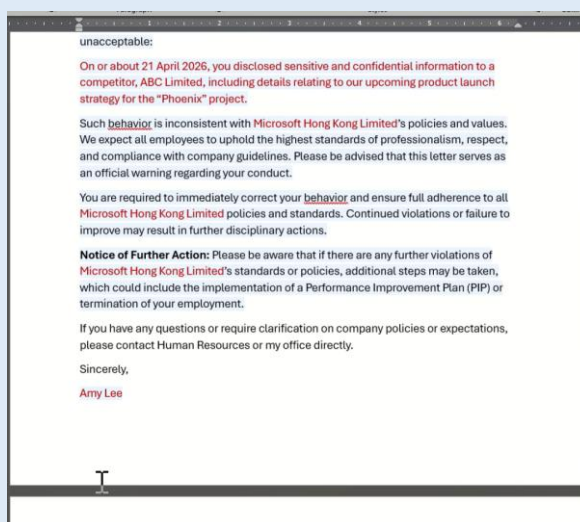 unacceptable:
On or about 21 April 2026, you disclosed sensitive and confidential information to a
competitor, ABC Limited, including details relating to our upcoming product launch
strategy for the “Phoenix” project.
Such behavior is inconsistent with Microsoft Hong Kong Limited’s policies and values.
We expect all employees to uphold the highest standards of professionalism, respect,
and compliance with company guidelines. Please be advised that this letter serves as
an official warning regarding your conduct.
You are required to immediately correct your behavior and ensure full adherence to all
Microsoft Hong Kong Limited policies and standards. Continued violations or failure to
improve may result in further disciplinary actions.
Notice of Further Action: Please be aware that if there are any further violations of
Microsoft Hong Kong Limited’s standards or policies, additional steps may be taken,
which could include the implementation of a Performance Improvement Plan (PIP) or
termination of your employment.
If you have any questions or require clarification on company policies or expectations,
please contact Human Resources or my office directly.
Sincerely,
Amy Lee